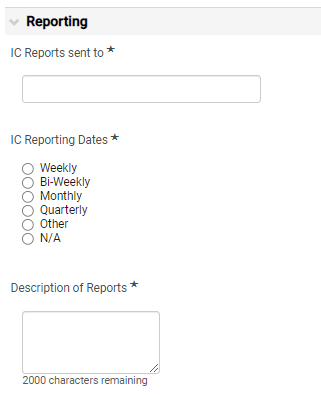 Reporting
IC Reports sent to *
IC Reporting Dates *
Weekly
Bi-Weekly
Monthly
Quarterly
Other
N/A
Description of Reports *
2000 characters remaining